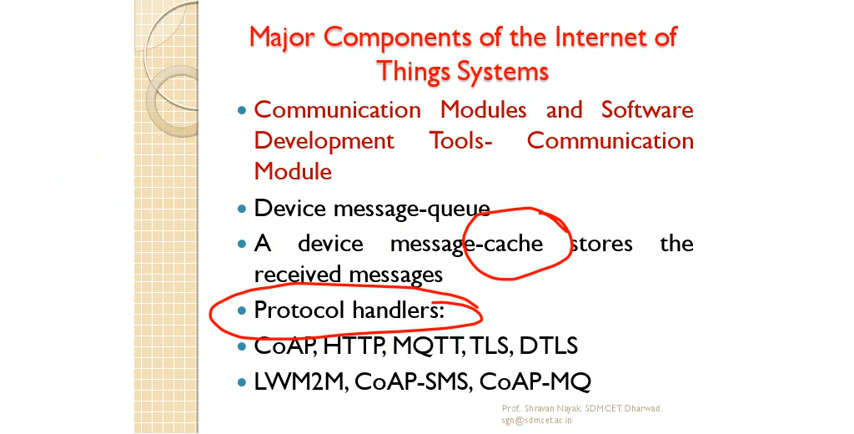 Major Components of the Internet of
Things Systems
• Communication Modules and Software
Development Tools- Communication
Module
• Device message-queue
• A device message-cache stores the
received messages
• Protocol handlers:
• CoAP, HTTP, MQTT, TLS, DTLS
• LWM2M, CoAP-SMS, CoAP-MQ
Prof. Shravan Nayak, SDMCET, Dharwad.
sgn@sdmcet.ac.in